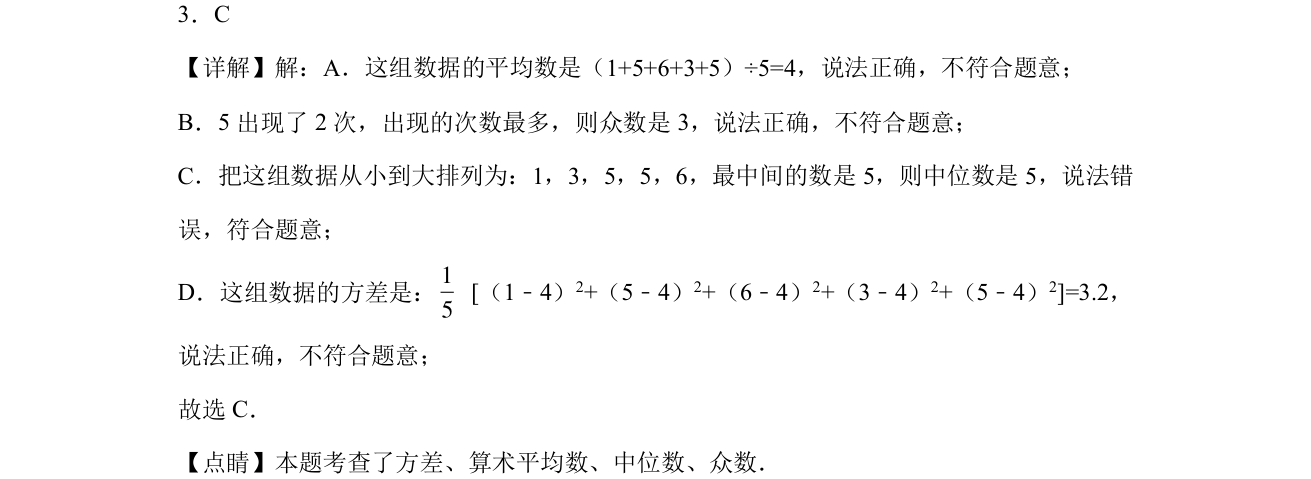 3．C
【详解】解：A．这组数据的平均数是（1+5+6+3+5）÷5=4，说法正确，不符合题意；
B．5 出现了 2 次，出现的次数最多，则众数是 3，说法正确，不符合题意；
C．把这组数据从小到大排列为：1，3，5，5，6，最中间的数是 5，则中位数是 5，说法错
误，符合题意；
D．这组数据的方差是：$\frac{1}{5}$ [（1﹣4）²+（5﹣4）²+（6﹣4）²+（3﹣4）²+（5﹣4）²]=3.2，
说法正确，不符合题意；
故选 C．
【点睛】本题考查了方差、算术平均数、中位数、众数．